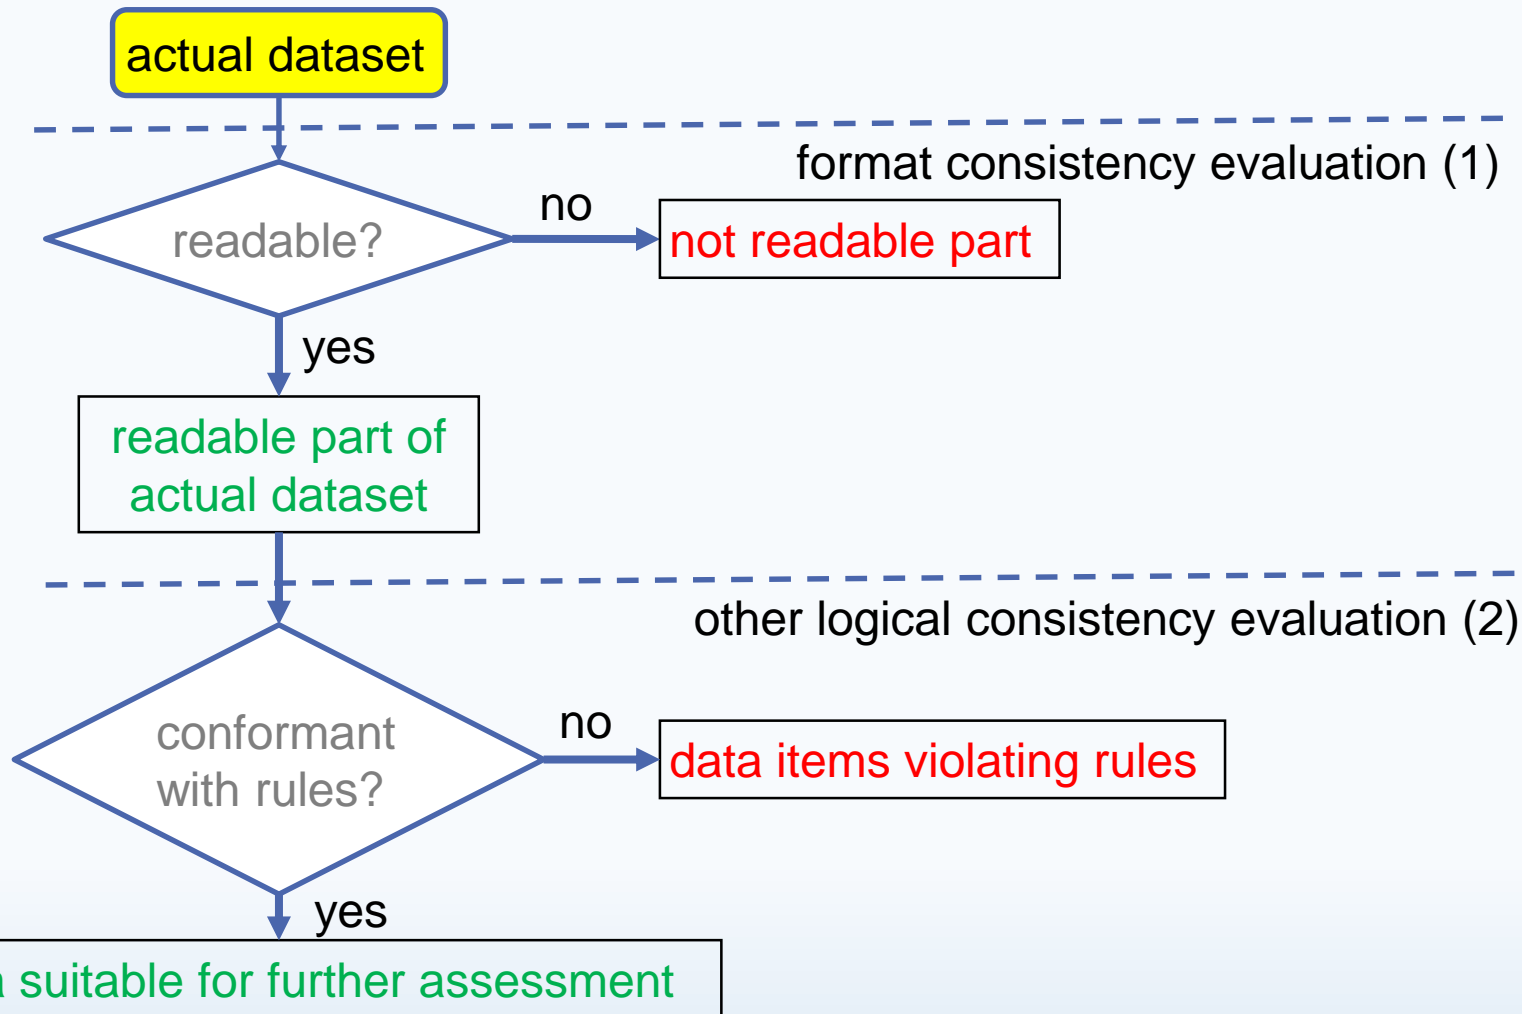 actual dataset
format consistency evaluation (1)
readable?
no
not readable part
yes
readable part of
actual dataset
other logical consistency evaluation (2)
conformant
with rules?
no
data items violating rules
yes
suitable for further assessment